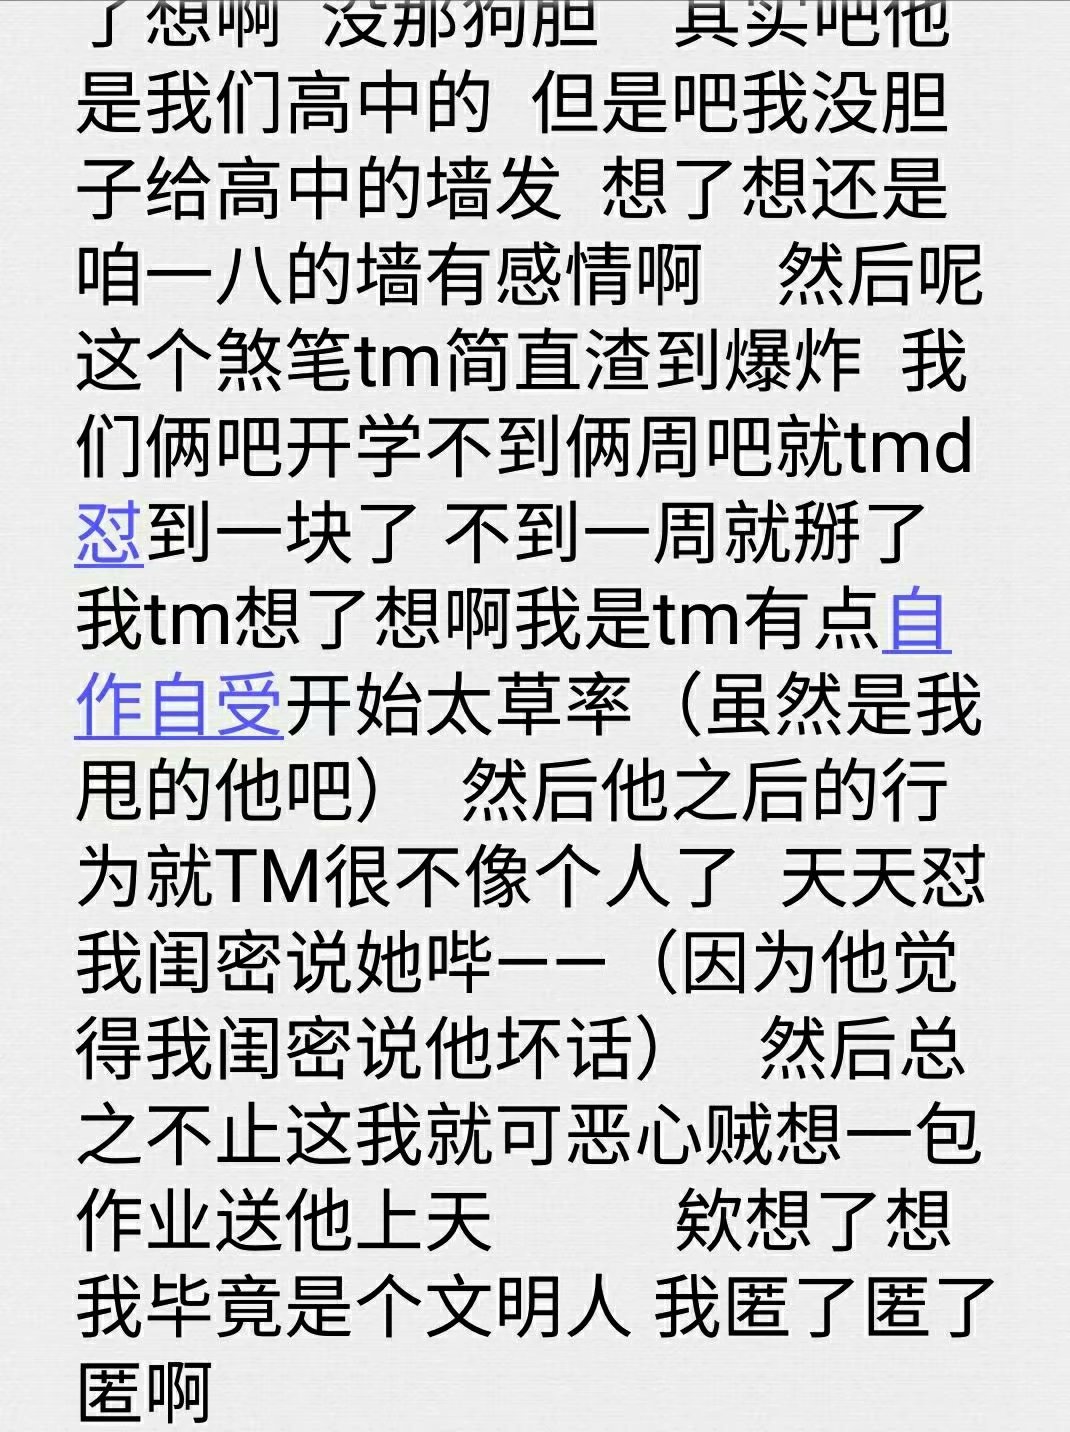 了想啊 没那狗胆  其实吧他
是我们高中的 但是吧我没胆
子给高中的墙发 想了想还是
咱一八的墙有感情啊  然后呢
这个煞笔tm简直渣到爆炸 我
们俩吧开学不到俩周吧就tmd
怼到一块了 不到一周就掰了
我tm想了想啊我是tm有点自
作自受开始太草率（虽然是我
甩的他吧） 然后他之后的行
为就TM很不像个人了 天天怼
我闺密说她哔——（因为他觉
得我闺密说他坏话）  然后总
之不止这我就可恶心贼想一包
作业送他上天     欸想了想
我毕竟是个文明人 我匿了匿了
匿啊